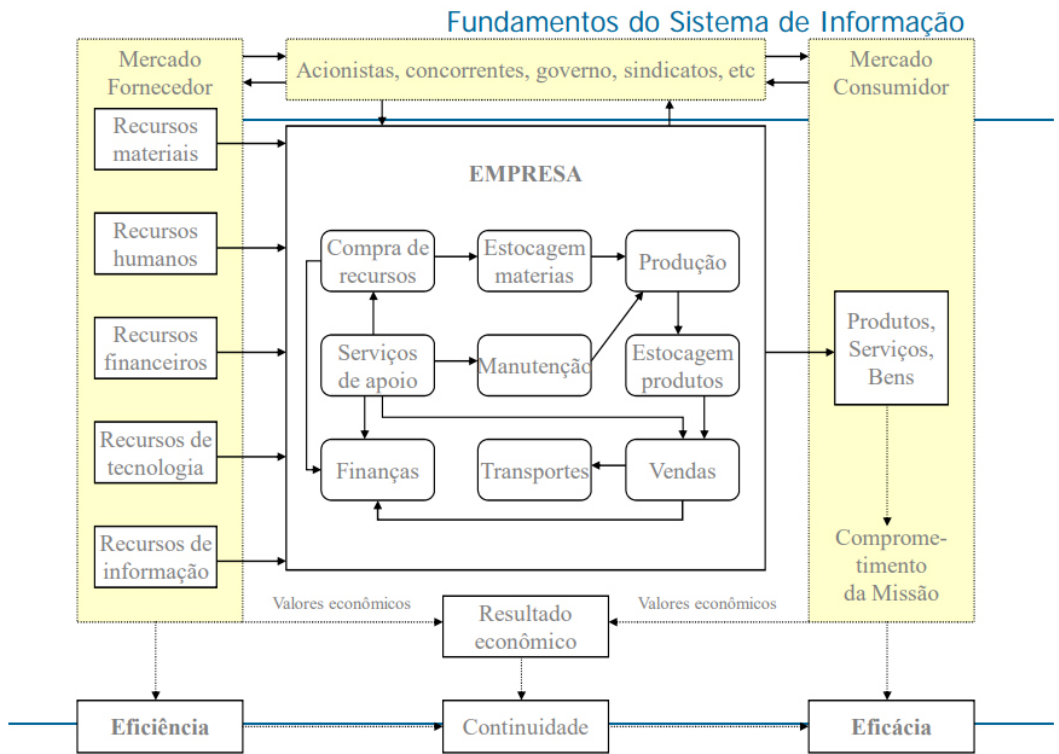 Fundamentos do Sistema de Informação
Mercado
Fornecedor
Acionistas, concorrentes, governo, sindicatos, etc
Mercado
Consumidor
Recursos
materiais
Recursos
humanos
Recursos
financeiros
Recursos de
tecnologia
Recursos de
informação
EMPRESA
Compra de
recursos
Estocagem
materias
Produção
Serviços
de apoio
Manutenção
Estocagem
produtos
Finanças
Transportes
Vendas
Produtos,
Serviços,
Bens
Comprome-
timento
da Missão
Valores econômicos
Resultado
econômico
Valores econômicos
Eficiência
Continuidade
Eficácia